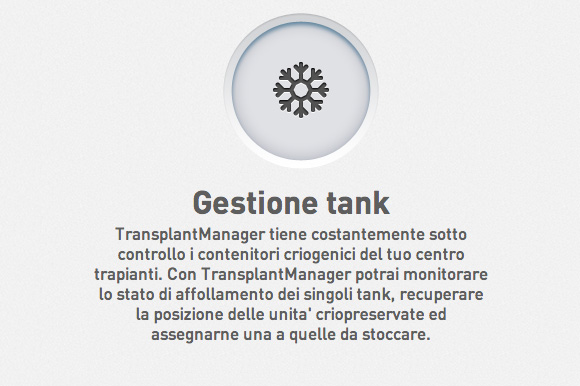 Gestione tank
TransplantManager tiene costantemente sotto
controllo i contenitori criogenici del tuo centro
trapianti. Con TransplantManager potrai monitorare
lo stato di affollamento dei singoli tank, recuperare
la posizione delle unita' criopreservate ed
assegnarne una a quelle da stoccare.